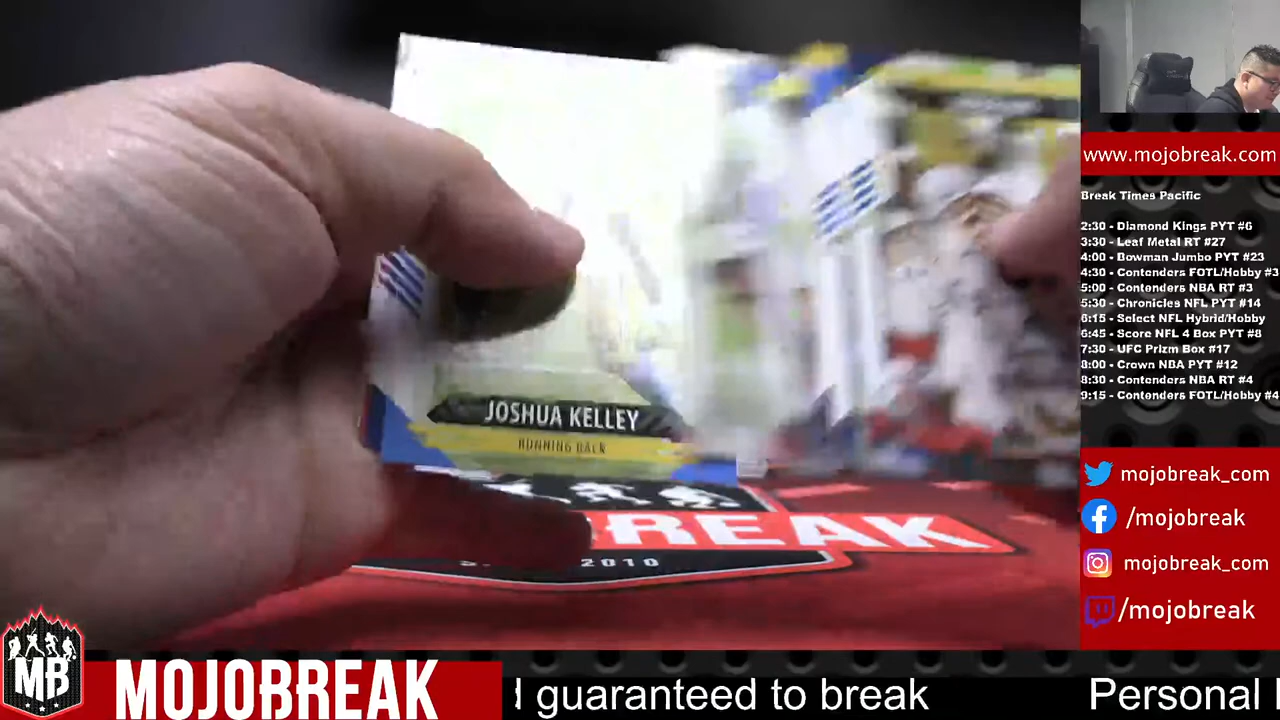 JOSHUA KELLEY
RUNNING BACK
BREAK
2010
www.mojobreak.com
Break Times Pacific
2:30 - Diamond Kings PYT #6
3:30 - Leaf Metal RT #27
4:00 - Bowman Jumbo PYT #23
4:30 - Contenders FOTL/Hobby #3
5:00 - Contenders NBA RT #3
5:30 - Chronicles NFL PYT #14
6:15 - Select NFL Hybrid/Hobby
6:45 - Score NFL 4 Box PYT #8
7:30 - UFC Prizm Box #17
8:00 - Crown NBA PYT #12
8:30 - Contenders NBA RT #4
9:15 - Contenders FOTL/Hobby #4
mojobreak_com
/mojobreak
mojobreak_com
/mojobreak
MB
MOJOBREAK
guaranteed to break
Personal